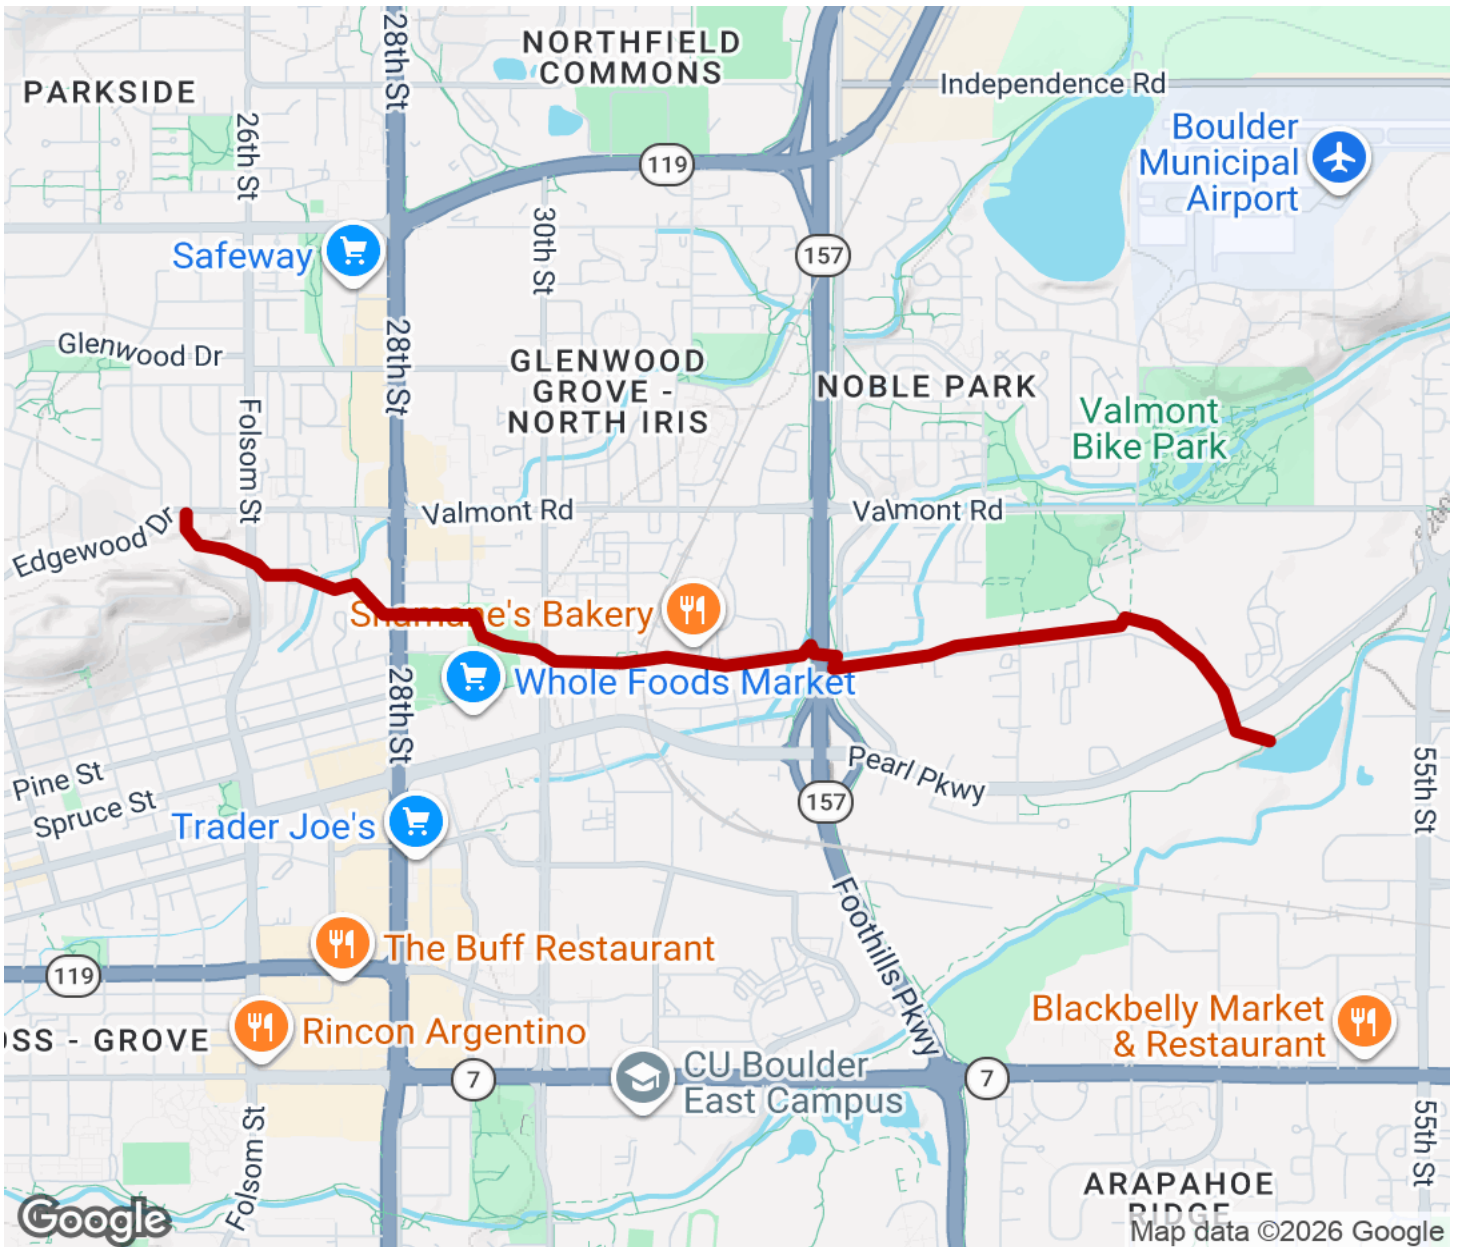 NORTHFIELD
COMMONS
28th St
PARKSIDE
26th St
Independence Rd
119
Boulder
Municipal
Airport
30th St
Safeway
157
Glenwood Dr
28th St
GLENWOOD
GROVE -
NORTH IRIS
NOBLE PARK
Valmont
Bike Park
Folsom St
Edgewood Dr
Valmont Rd
Valmont Rd
Shamane's Bakery
Whole Foods Market
28th St
Pine St
Spruce St
Pearl Pkwy
157
55th St
Trader Joe's
Foothills Pkwy
The Buff Restaurant
119
OSS - GROVE
Rincon Argentino
Blackbelly Market
& Restaurant
7
CU Boulder
East Campus
7
Folsom St
55th St
ARAPAHOE
RIDGE
Google
Map data ©2026 Google